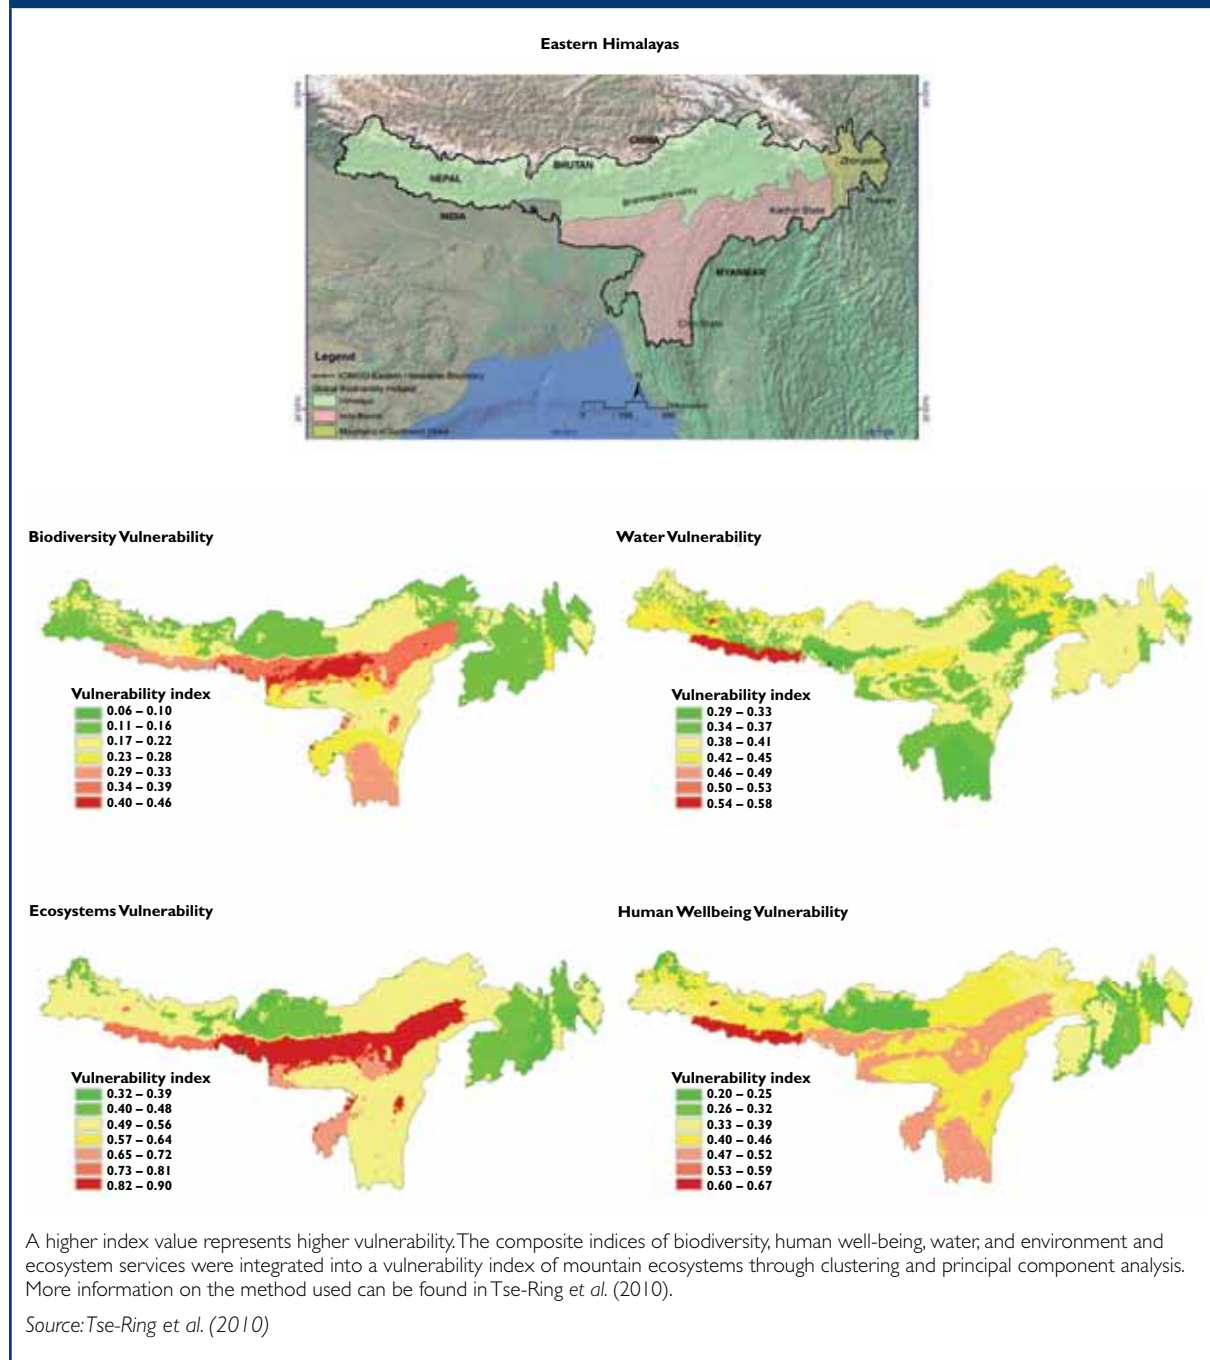 Eastern Himalayas
CHINA
Zhongdian
BHUTAN
NEPAL
Brahmaputra valley
Yunnan
INDIA
Kachin State
MYANMAR
Chin State
Legend
N
Himalaya
Biodiversity Vulnerability
Water Vulnerability
Vulnerability index
0.06 – 0.10
0.11 – 0.16
0.17 – 0.22
0.23 – 0.28
0.29 – 0.33
0.34 – 0.39
0.40 – 0.46
Vulnerability index
0.29 – 0.33
0.34 – 0.37
0.38 – 0.41
0.42 – 0.45
0.46 – 0.49
0.50 – 0.53
0.54 – 0.58
Ecosystems Vulnerability
Human Wellbeing Vulnerability
Vulnerability index
0.32 – 0.39
0.40 – 0.48
0.49 – 0.56
0.57 – 0.64
0.65 – 0.72
0.73 – 0.81
0.82 – 0.90
Vulnerability index
0.20 – 0.25
0.26 – 0.32
0.33 – 0.39
0.40 – 0.46
0.47 – 0.52
0.53 – 0.59
0.60 – 0.67
A higher index value represents higher vulnerability. The composite indices of biodiversity, human well-being, water, and environment and
ecosystem services were integrated into a vulnerability index of mountain ecosystems through clustering and principal component analysis.
More information on the method used can be found in Tse-Ring et al. (2010).
Source: Tse-Ring et al. (2010)